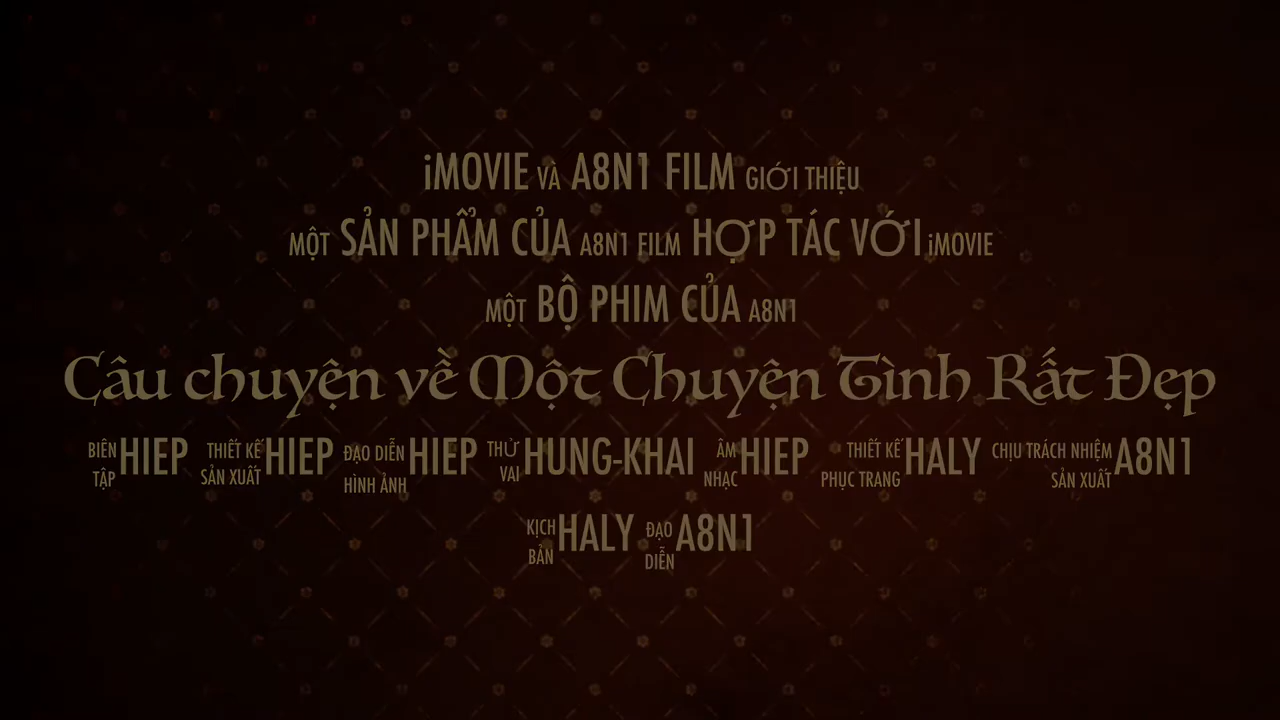 iMOVIE VÀ A8N1 FILM GIỚI THIỆU
MỘT SẢN PHẨM CỦA A8N1 FILM HỢP TÁC VỚI iMOVIE
MỘT BỘ PHIM CỦA A8N1
Câu chuyện về Một Chuyện Tình Rất Đẹp
BIÊN TẬP HIEP THIẾT KẾ SẢN XUẤT HIEP ĐẠO DIỄN HÌNH ẢNH HIEP THỬ VAI HUNG-KHAI ÂM NHẠC HIEP THIẾT KẾ PHỤC TRANG HALY CHỊU TRÁCH NHIỆM SẢN XUẤT A8N1
KỊCH BẢN HALY ĐẠO DIỄN A8N1